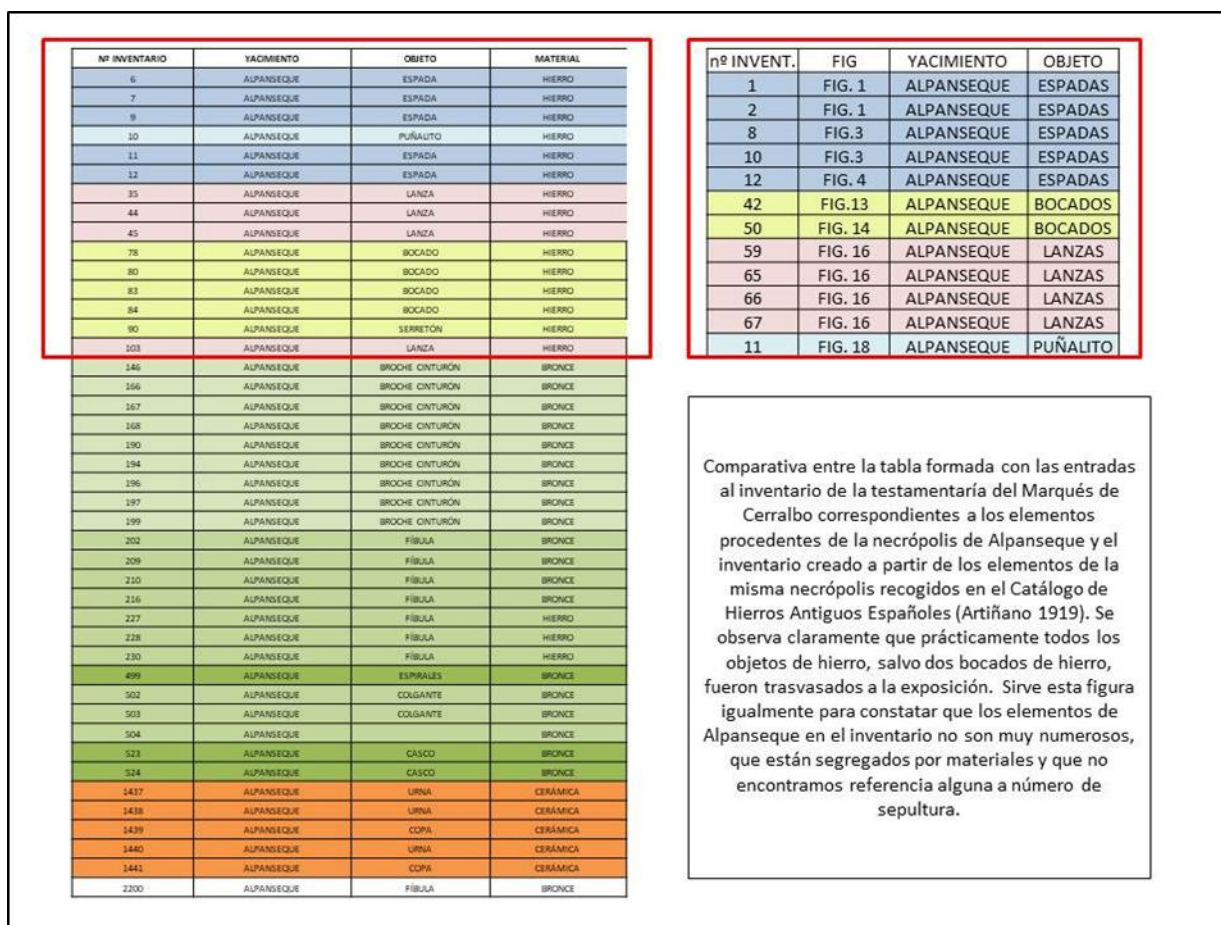 Nº INVENTARIO YACIMIENTO OBJETO MATERIAL
6 ALPANSEQUE ESPADA HIERRO
7 ALPANSEQUE ESPADA HIERRO
9 ALPANSEQUE ESPADA HIERRO
10 ALPANSEQUE PUÑALITO HIERRO
11 ALPANSEQUE ESPADA HIERRO
12 ALPANSEQUE ESPADA HIERRO
35 ALPANSEQUE LANZA HIERRO
44 ALPANSEQUE LANZA HIERRO
45 ALPANSEQUE LANZA HIERRO
78 ALPANSEQUE BOCADO HIERRO
80 ALPANSEQUE BOCADO HIERRO
83 ALPANSEQUE BOCADO HIERRO
84 ALPANSEQUE BOCADO HIERRO
90 ALPANSEQUE SERRETÓN HIERRO
103 ALPANSEQUE LANZA HIERRO
146 ALPANSEQUE BROCHE CINTURÓN BRONCE
166 ALPANSEQUE BROCHE CINTURÓN BRONCE
167 ALPANSEQUE BROCHE CINTURÓN BRONCE
168 ALPANSEQUE BROCHE CINTURÓN BRONCE
190 ALPANSEQUE BROCHE CINTURÓN BRONCE
194 ALPANSEQUE BROCHE CINTURÓN BRONCE
196 ALPANSEQUE BROCHE CINTURÓN BRONCE
197 ALPANSEQUE BROCHE CINTURÓN BRONCE
199 ALPANSEQUE BROCHE CINTURÓN BRONCE
202 ALPANSEQUE FÍBULA BRONCE
209 ALPANSEQUE FÍBULA BRONCE
210 ALPANSEQUE FÍBULA BRONCE
216 ALPANSEQUE FÍBULA BRONCE
227 ALPANSEQUE FÍBULA HIERRO
228 ALPANSEQUE FÍBULA HIERRO
230 ALPANSEQUE FÍBULA HIERRO
499 ALPANSEQUE ESPIRALES BRONCE
502 ALPANSEQUE COLGANTE BRONCE
503 ALPANSEQUE COLGANTE BRONCE
504 ALPANSEQUE BRONCE
523 ALPANSEQUE CASCO BRONCE
524 ALPANSEQUE CASCO BRONCE
1437 ALPANSEQUE URNA CERÁMICA
1438 ALPANSEQUE URNA CERÁMICA
1439 ALPANSEQUE COPA CERÁMICA
1440 ALPANSEQUE URNA CERÁMICA
1441 ALPANSEQUE COPA CERÁMICA
2200 ALPANSEQUE FÍBULA BRONCE
nº INVENT. FIG YACIMIENTO OBJETO
1 FIG. 1 ALPANSEQUE ESPADAS
2 FIG. 1 ALPANSEQUE ESPADAS
8 FIG.3 ALPANSEQUE ESPADAS
10 FIG.3 ALPANSEQUE ESPADAS
12 FIG. 4 ALPANSEQUE ESPADAS
42 FIG.13 ALPANSEQUE BOCADOS
50 FIG. 14 ALPANSEQUE BOCADOS
59 FIG. 16 ALPANSEQUE LANZAS
65 FIG. 16 ALPANSEQUE LANZAS
66 FIG. 16 ALPANSEQUE LANZAS
67 FIG. 16 ALPANSEQUE LANZAS
11 FIG. 18 ALPANSEQUE PUÑALITO
Comparativa entre la tabla formada con las entradas
al inventario de la testamentaría del Marqués de
Cerralbo correspondientes a los elementos
procedentes de la necrópolis de Alpanseque y el
inventario creado a partir de los elementos de la
misma necrópolis recogidos en el Catálogo de
Hierros Antiguos Españoles (Artiñano 1919). Se
observa claramente que prácticamente todos los
objetos de hierro, salvo dos bocados de hierro,
fueron trasvasados a la exposición. Sirve esta figura
igualmente para constatar que los elementos de
Alpanseque en el inventario no son muy numerosos,
que están segregados por materiales y que no
encontramos referencia alguna a número de
sepultura.